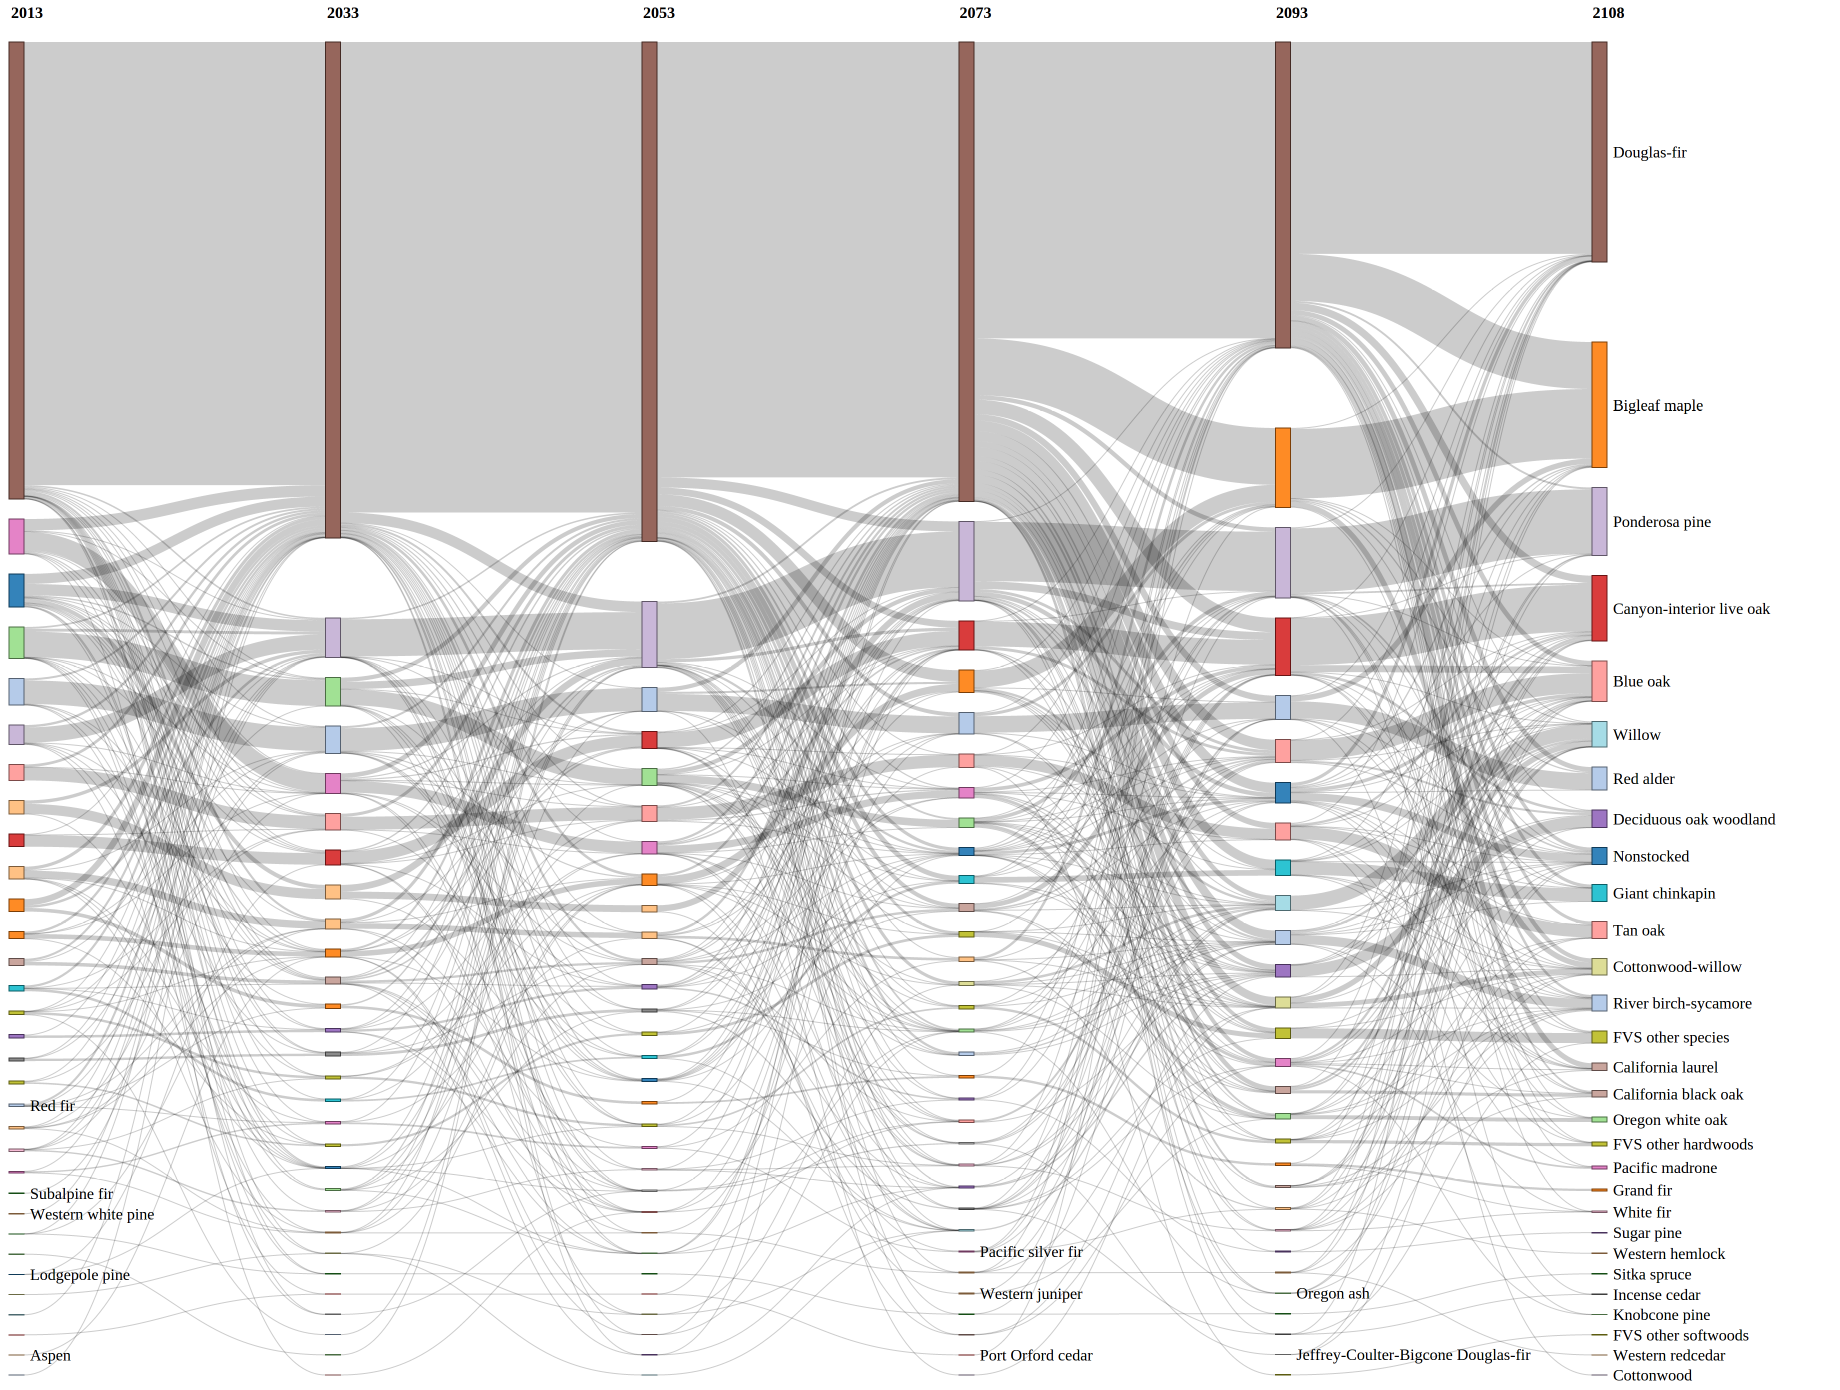 2013 2033 2053 2073 2093 2108
Douglas-fir
Bigleaf maple
Ponderosa pine
Canyon-interior live oak
Blue oak
Willow
Red alder
Deciduous oak woodland
Nonstocked
Giant chinkapin
Tan oak
Cottonwood-willow
River birch-sycamore
FVS other species
California laurel
California black oak
Red fir
Oregon white oak
FVS other hardwoods
Pacific madrone
Grand fir
Subalpine fir
White fir
Western white pine
Sugar pine
Pacific silver fir
Western hemlock
Lodgepole pine
Sitka spruce
Western juniper
Oregon ash
Incense cedar
Knobcone pine
FVS other softwoods
Aspen
Port Orford cedar
Jeffrey-Coulter-Bigcone Douglas-fir
Western redcedar
Cottonwood